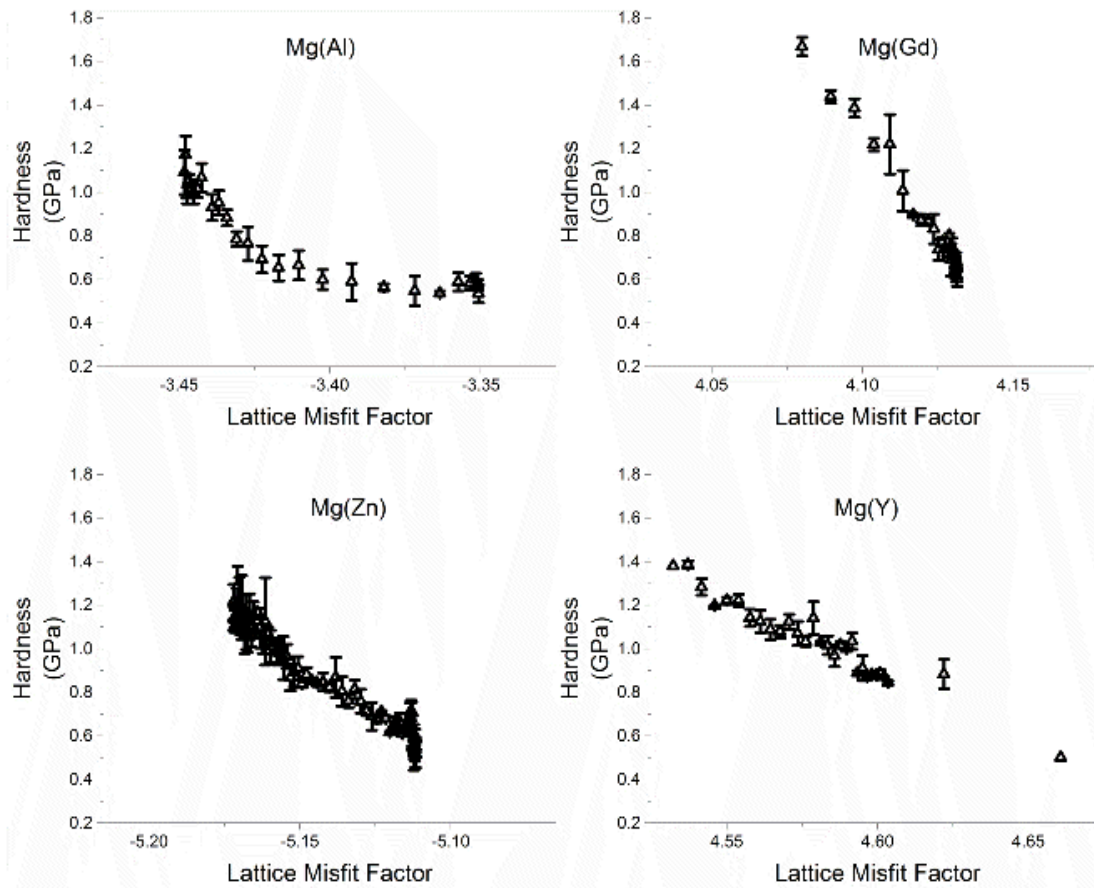 Mg(Al)
1.8
1.6
1.4
1.2
1.0
0.8
0.6
0.4
0.2
Hardness
(GPa)
-3.45 -3.40 -3.35
Lattice Misfit Factor
Mg(Gd)
1.8
1.6
1.4
1.2
1.0
0.8
0.6
0.4
0.2
Hardness
(GPa)
4.05 4.10 4.15
Lattice Misfit Factor
Mg(Zn)
1.8
1.6
1.4
1.2
1.0
0.8
0.6
0.4
0.2
Hardness
(GPa)
-5.20 -5.15 -5.10
Lattice Misfit Factor
Mg(Y)
1.8
1.6
1.4
1.2
1.0
0.8
0.6
0.4
0.2
Hardness
(GPa)
4.55 4.60 4.65
Lattice Misfit Factor